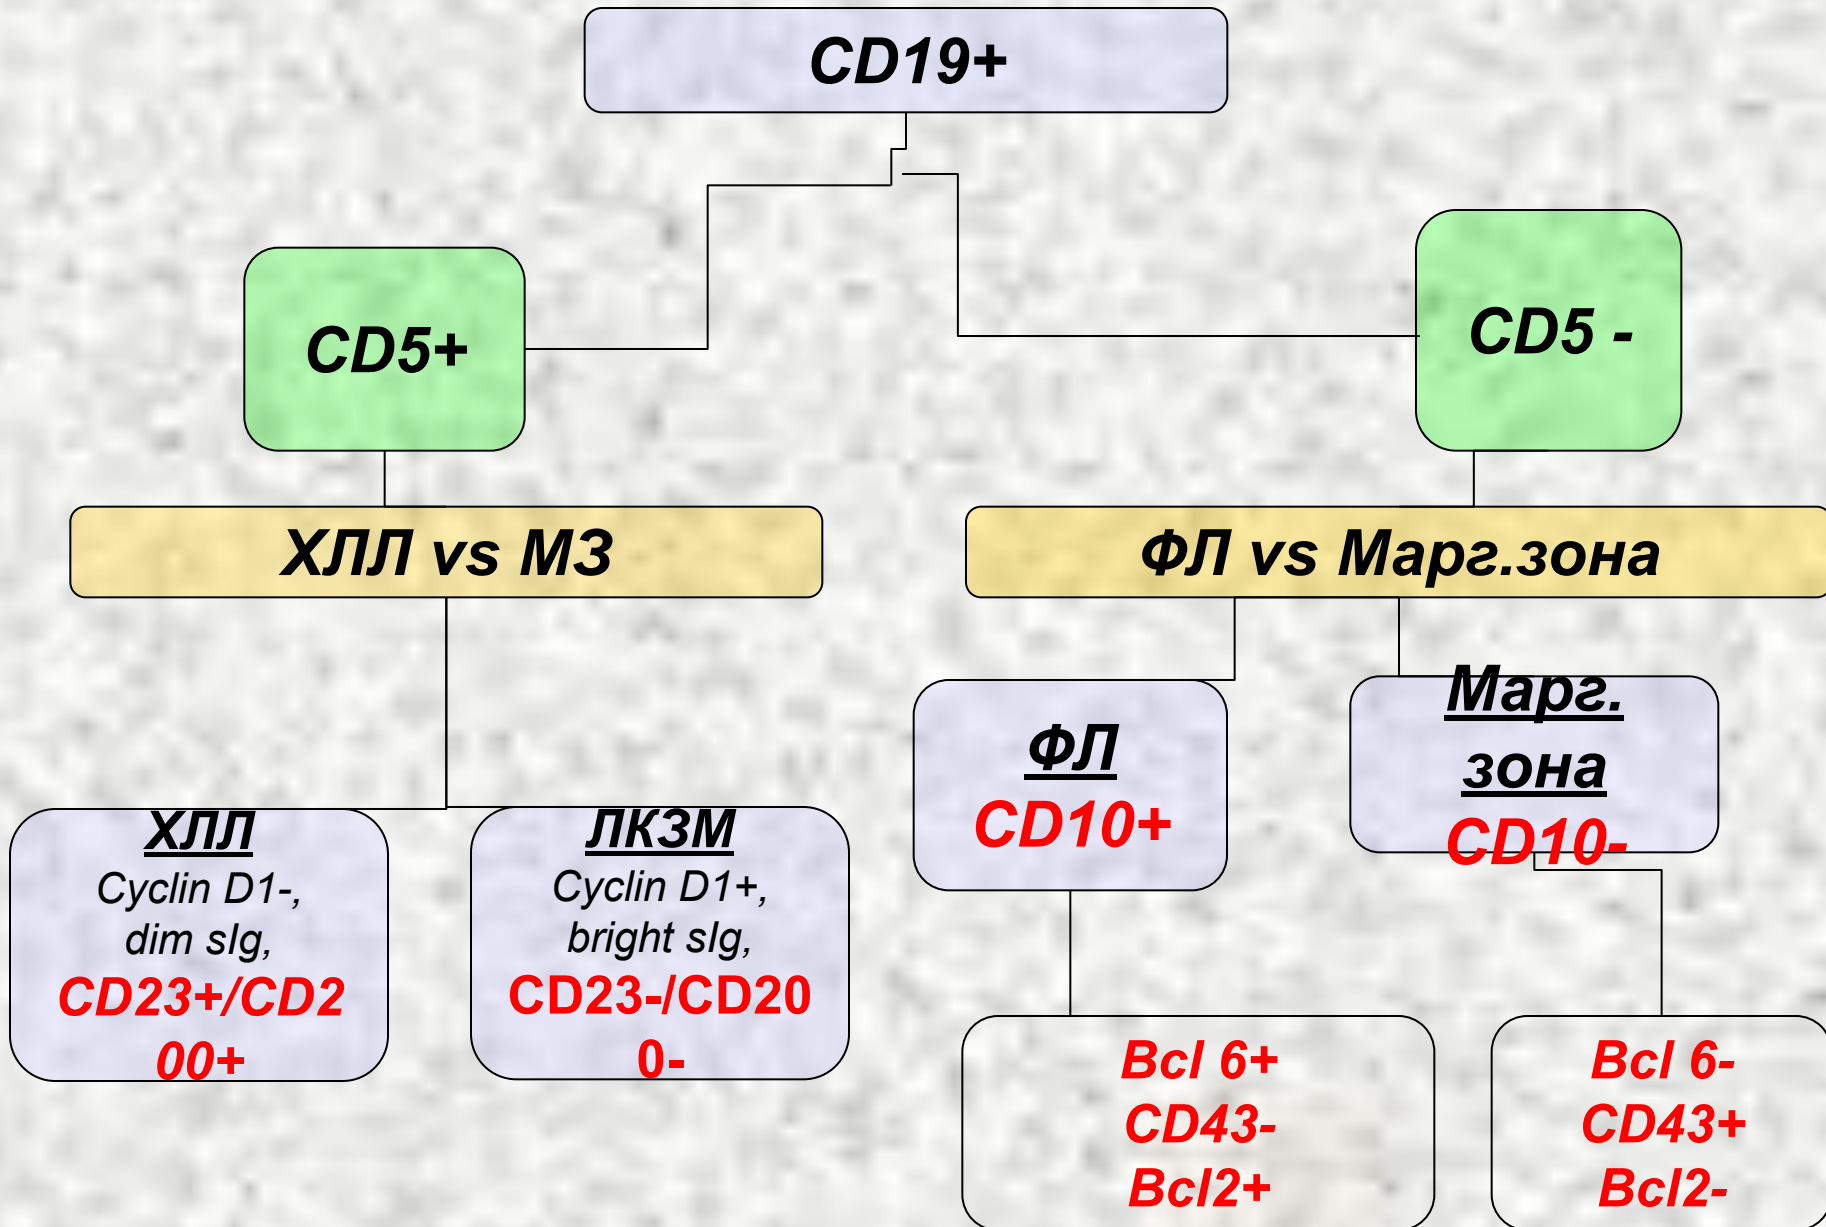 CD19+
CD5+
CD5 -
ХЛЛ vs МЗ
ФЛ vs Марг.зона
ХЛЛ
Cyclin D1-,
dim sIg,
CD23+/CD2
00+
ЛКЗМ
Cyclin D1+,
bright sIg,
CD23-/CD20
0-
ФЛ
CD10+
Марг.
зона
CD10-
Bcl 6+
CD43-
Bcl2+
Bcl 6-
CD43+
Bcl2-